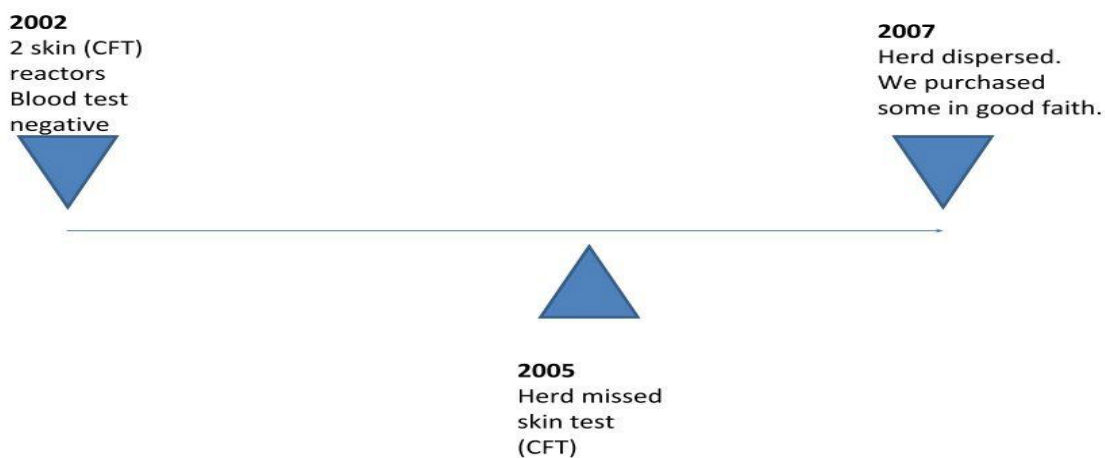 2002
2 skin (CFT)
reactors
Blood test
negative
2005
Herd missed
skin test
(CFT)
2007
Herd dispersed.
We purchased
some in good faith.